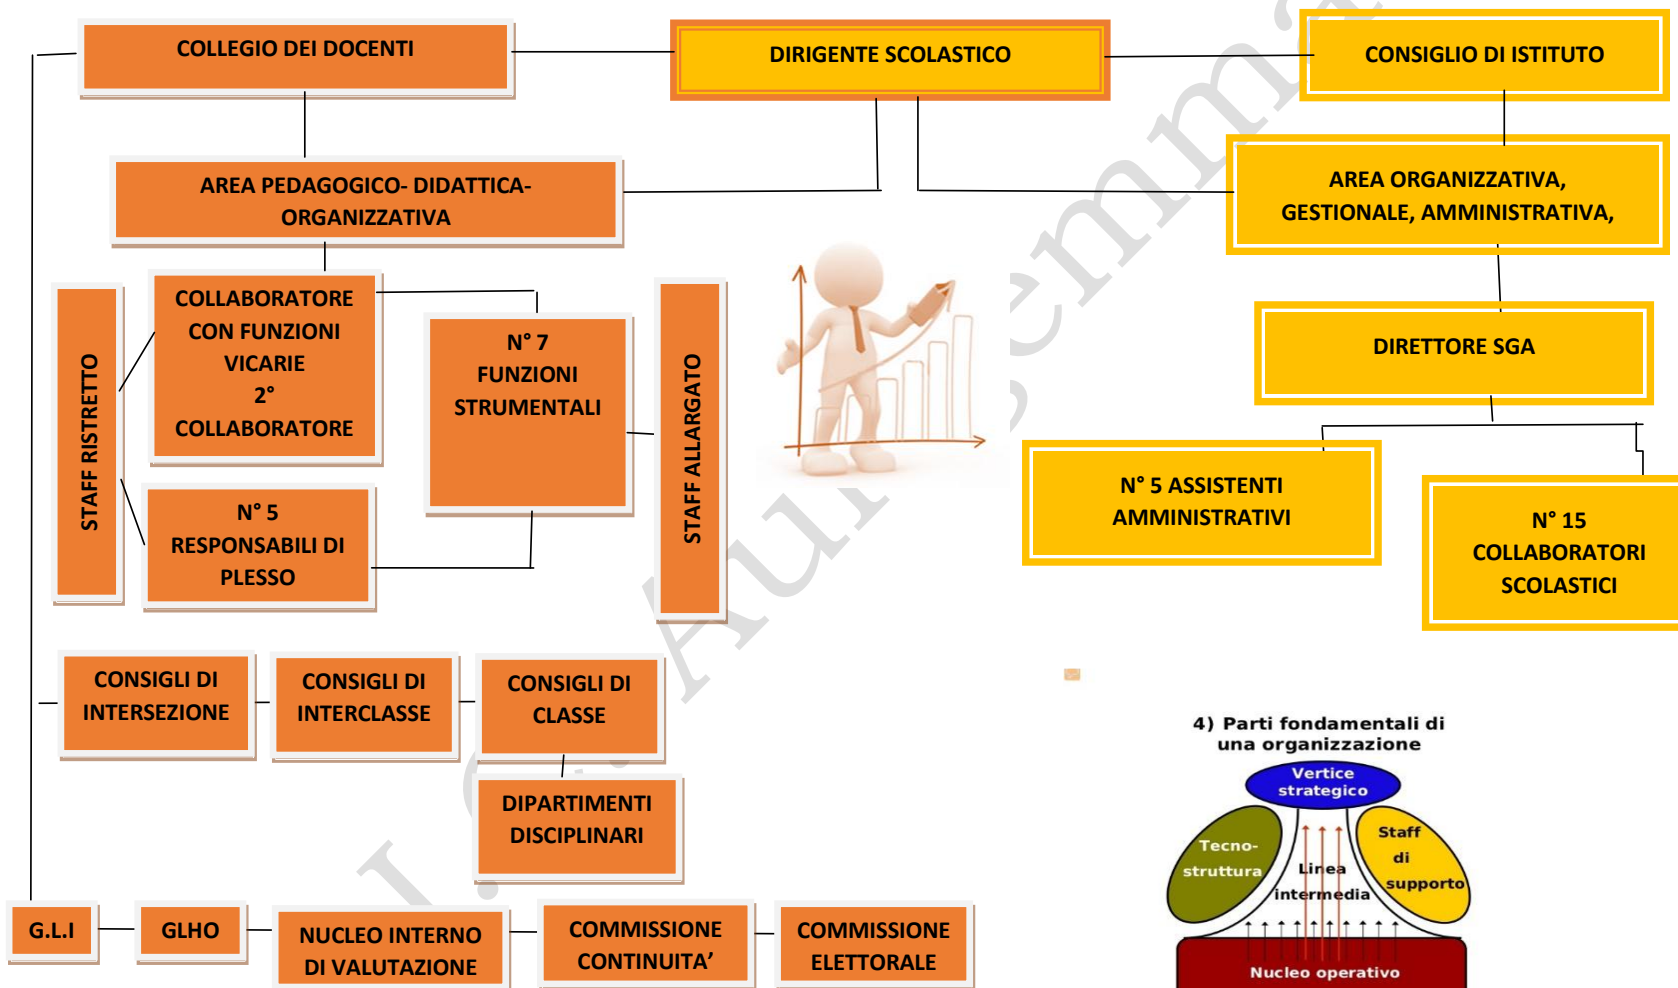 COLLEGIO DEI DOCENTI
DIRIGENTE SCOLASTICO
CONSIGLIO DI ISTITUTO
AREA PEDAGOGICO- DIDATTICA-
ORGANIZZATIVA
AREA ORGANIZZATIVA,
GESTIONALE, AMMINISTRATIVA,
STAFF RISTRETTO
COLLABORATORE
CON FUNZIONI
VICARIE
2°
COLLABORATORE
N° 7
FUNZIONI
STRUMENTALI
STAFF ALLARGATO
N° 5
RESPONSABILI DI
PLESSO
DIRETTORE SGA
N° 5 ASSISTENTI
AMMINISTRATIVI
N° 15
COLLABORATORI
SCOLASTICI
CONSIGLI DI
INTERSEZIONE
CONSIGLI DI
INTERCLASSE
CONSIGLI DI
CLASSE
DIPARTIMENTI
DISCIPLINARI
G.L.I
GLHO
NUCLEO INTERNO
DI VALUTAZIONE
COMMISSIONE
CONTINUITA’
COMMISSIONE
ELETTORALE
4) Parti fondamentali di
una organizzazione
Vertice
strategico
Tecno-
struttura
Linea
intermedia
Staff
di
supporto
Nucleo operativo